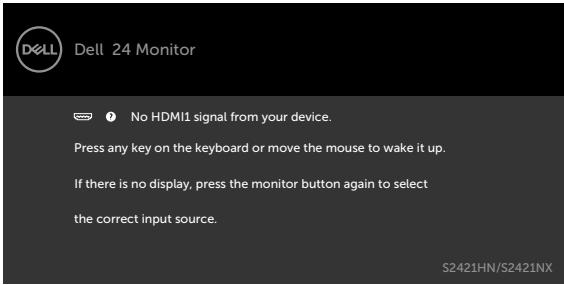 DELL
Dell 24 Monitor
No HDMI1 signal from your device.
Press any key on the keyboard or move the mouse to wake it up.
If there is no display, press the monitor button again to select
the correct input source.
S2421HN/S2421NX